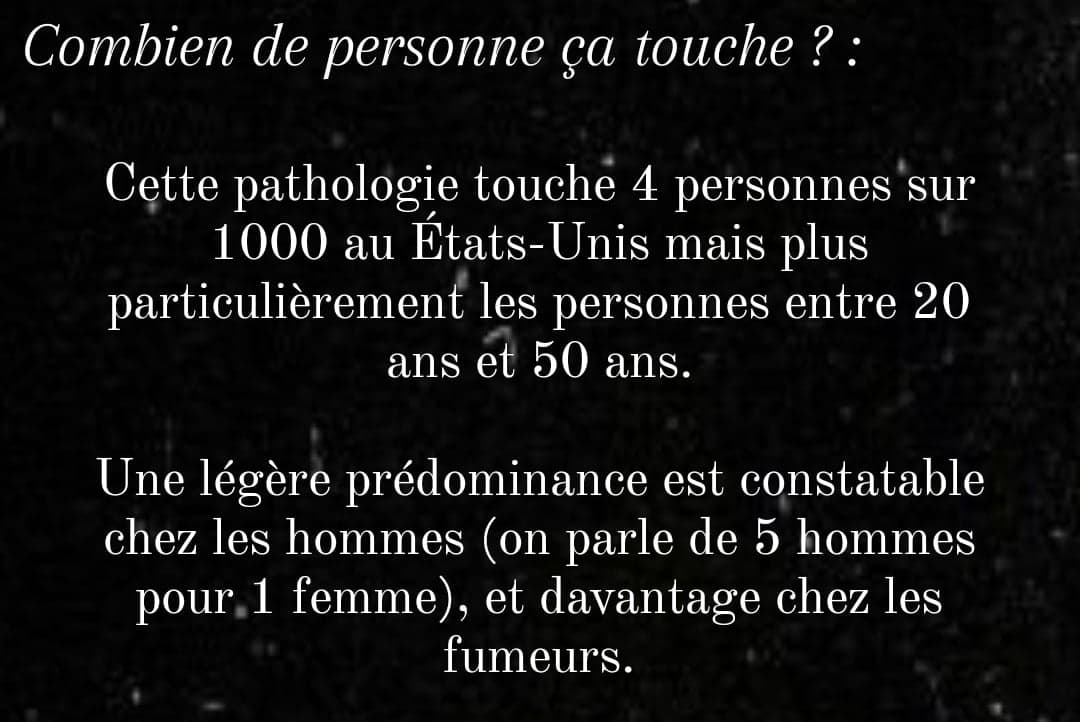 Combien de personne ça touche ? :
Cette pathologie touche 4 personnes sur
1000 au États-Unis mais plus
particulièrement les personnes entre 20
ans et 50 ans.
Une légère prédominance est constatable
chez les hommes (on parle de 5 hommes
pour 1 femme), et davantage chez les
fumeurs.